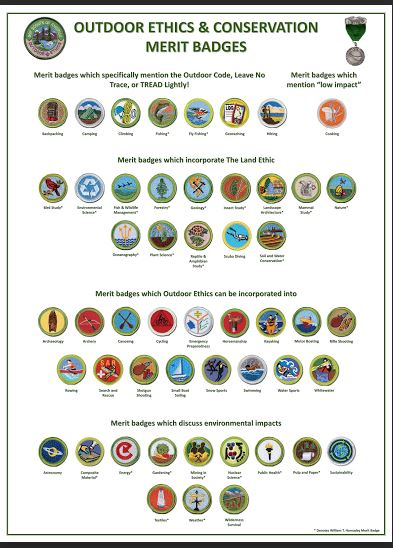 OUTDOOR ETHICS & CONSERVATION
MERIT BADGES
Merit badges which specifically mention the Outdoor Code, Leave No
Trace, or TREAD Lightly!
Merit badges which
mention “low impact”
Backpacking
Camping
Climbing
Fishing*
Fly Fishing*
Geocaching
Hiking
Cooking
Merit badges which incorporate The Land Ethic
Bird Study*
Environmental
Science*
Fish & Wildlife
Management*
Forestry*
Geology*
Insect Study*
Landscape
Architecture*
Mammal
Study*
Nature*
Oceanography*
Plant Science*
Reptile &
Amphibian
Study*
Scuba Diving
Soil and Water
Conservation*
Merit badges which Outdoor Ethics can be incorporated into
Archaeology
Archery
Canoeing
Cycling
Emergency
Preparedness
Horsemanship
Kayaking
Motor Boating
Rifle Shooting
Rowing
Search and
Rescue
Shotgun
Shooting
Small Boat
Sailing
Snow Sports
Swimming
Water Sports
Whitewater
Merit badges which discuss environmental impacts
Astronomy
Composite
Material*
Energy*
Gardening*
Mining in
Society*
Nuclear
Science*
Public Health*
Pulp and Paper*
Sustainability
Textiles*
Weather*
Wilderness
Survival
* Denotes William T. Hornaday Merit Badge